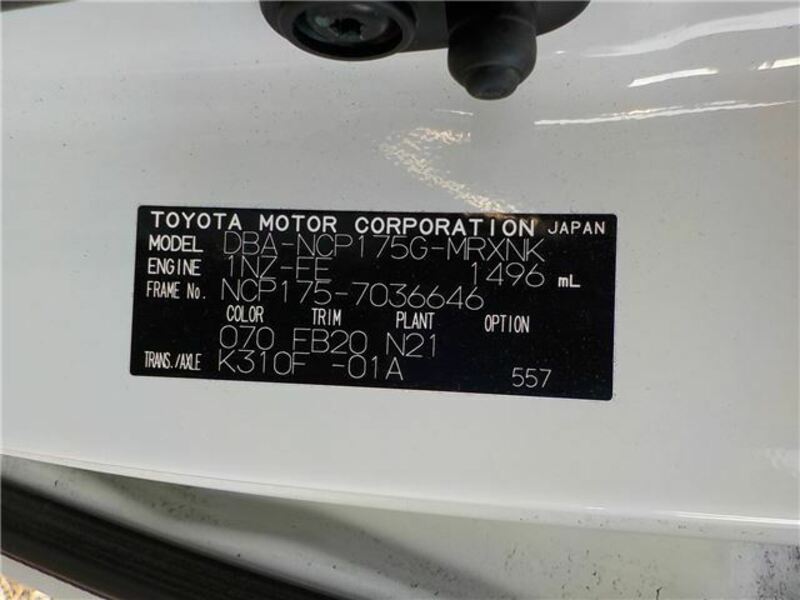 TOYOTA MOTOR CORPORATION JAPAN
MODEL DBA-NCP175G-MRXNK
ENGINE 1NZ-FE 1496 mL
FRAME No. NCP175-7036646
COLOR TRIM PLANT OPTION
070 FB20 N21
TRANS./AXLE K310F -01A
557